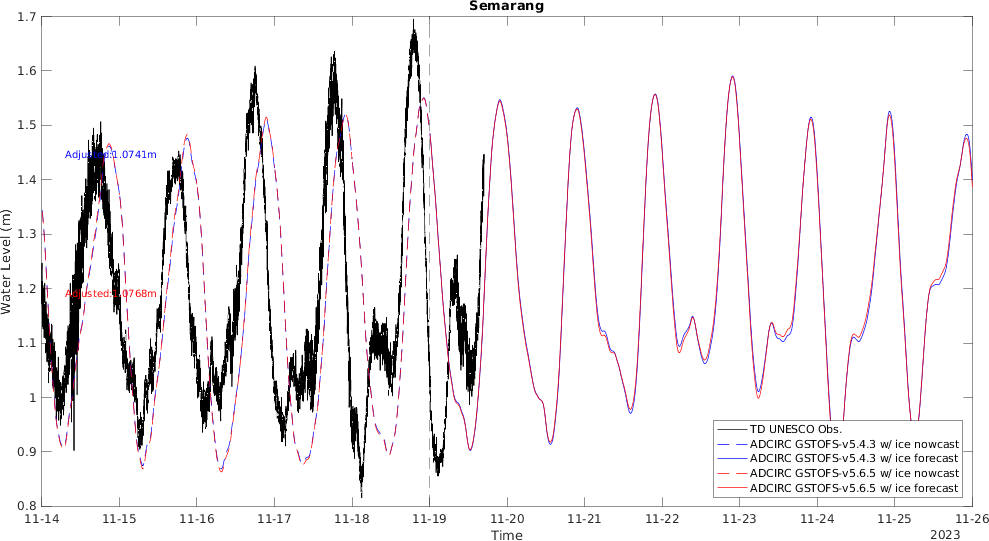 Semarang
Water Level (m)
1.7
1.6
1.5
1.4
1.3
1.2
1.1
1
0.9
0.8
Adjusted:1.0741m
Adjusted:1.0768m
TD UNESCO Obs.
ADCIRC GSTOFS-v5.4.3 w/ ice nowcast
ADCIRC GSTOFS-v5.4.3 w/ ice forecast
ADCIRC GSTOFS-v5.6.5 w/ ice nowcast
ADCIRC GSTOFS-v5.6.5 w/ ice forecast
11-14 11-15 11-16 11-17 11-18 11-19 11-20 11-21 11-22 11-23 11-24 11-25 11-26
Time
2023